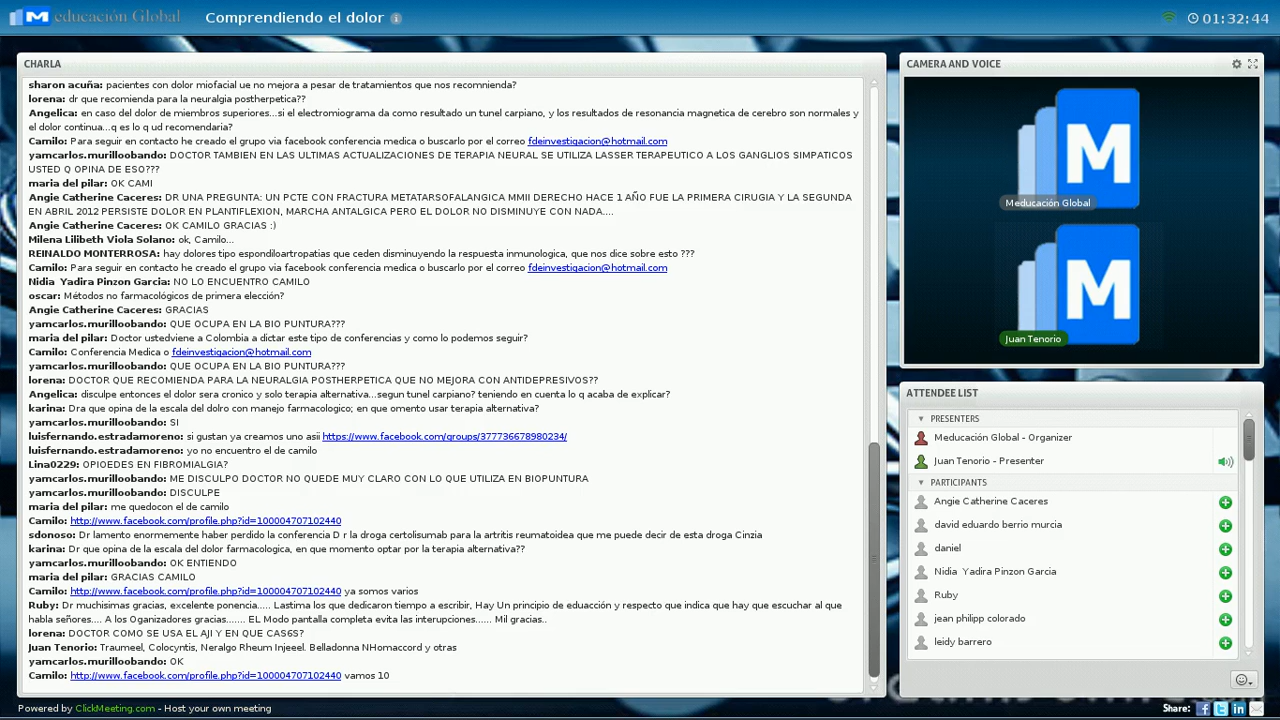 M educación Global
Comprendiendo el dolor
01:32:44
CHARLA
sharon acuña: pacientes con dolor miofacial ue no mejora a pesar de tratamientos que nos recomnienda?
lorena: dr que recomienda para la neuralgia postherpetica??
Angelica: en caso del dolor de miembros superiores...si el electromiograma da como resultado un tunel carpiano, y los resultados de resonancia magnetica de cerebro son normales y
el dolor continua...q es lo q ud recomendaria?
Camilo: Para seguir en contacto he creado el grupo via facebook conferencia medica o buscarlo por el correo fdeinvestigacion@hotmail.com
yamcarlos.murilloobando: DOCTOR TAMBIEN EN LAS ULTIMAS ACTUALIZACIONES DE TERAPIA NEURAL SE UTILIZA LASSER TERAPEUTICO A LOS GANGLIOS SIMPATICOS
USTED Q OPINA DE ESO???
maria del pilar: OK CAMI
Angie Catherine Caceres: DR UNA PREGUNTA: UN PCTE CON FRACTURA METATARSOFALANGICA MMII DERECHO HACE 1 AÑO FUE LA PRIMERA CIRUGIA Y LA SEGUNDA
EN ABRIL 2012 PERSISTE DOLOR EN PLANTIFLEXION, MARCHA ANTALGICA PERO EL DOLOR NO DISMINUYE CON NADA....
Angie Catherine Caceres: OK CAMILO GRACIAS :)
Milena Lilibeth Viola Solano: ok, Camilo...
REINALDO MONTERROSA: hay dolores tipo espondiloartropatias que ceden disminuyendo la respuesta inmunologica, que nos dice sobre esto ???
Camilo: Para seguir en contacto he creado el grupo via facebook conferencia medica o buscarlo por el correo fdeinvestigacion@hotmail.com
Nidia Yadira Pinzon Garcia: NO LO ENCUENTRO CAMILO
oscar: Métodos no farmacológicos de primera elección?
Angie Catherine Caceres: GRACIAS
yamcarlos.murilloobando: QUE OCUPA EN LA BIO PUNTURA???
maria del pilar: Doctor ustedviene a Colombia a dictar este tipo de conferencias y como lo podemos seguir?
Camilo: Conferencia Medica o fdeinvestigacion@hotmail.com
yamcarlos.murilloobando: QUE OCUPA EN LA BIO PUNTURA???
lorena: DOCTOR QUE RECOMIENDA PARA LA NEURALGIA POSTHERPETICA QUE NO MEJORA CON ANTIDEPRESIVOS??
Angelica: disculpe entonces el dolor sera cronico y solo terapia alternativa...segun tunel carpiano? teniendo en cuenta lo q acaba de explicar?
karina: Dra que opina de la escala del dolro con manejo farmacologico; en que omento usar terapia alternativa?
yamcarlos.murilloobando: SI
luisfernando.estradamoreno: si gustan ya creamos uno asii https://www.facebook.com/groups/377736678980234/
luisfernando.estradamoreno: yo no encuentro el de camilo
Lina0229: OPIOEDES EN FIBROMIALGIA?
yamcarlos.murilloobando: ME DISCULPO DOCTOR NO QUEDE MUY CLARO CON LO QUE UTILIZA EN BIOPUNTURA
yamcarlos.murilloobando: DISCULPE
maria del pilar: me quedocon el de camilo
Camilo: http://www.facebook.com/profile.php?id=100004707102440
sdonoso: Dr lamento enormemente haber perdido la conferencia D r la droga certolisumab para la artritis reumatoidea que me puede decir de esta droga Cinzia
karina: Dr que opina de la escala del dolor farmacologica, en que momento optar por la terapia alternativa??
yamcarlos.murilloobando: OK ENTIENDO
maria del pilar: GRACIAS CAMILO
Camilo: http://www.facebook.com/profile.php?id=100004707102440 ya somos varios
Ruby: Dr muchisimas gracias, excelente ponencia..... Lastima los que dedicaron tiempo a escribir, Hay Un principio de eduacción y respecto que indica que hay que escuchar al que
habla señores.... A los Oganizadores gracias....... EL Modo pantalla completa evita las interupciones...... Mil gracias..
lorena: DOCTOR COMO SE USA EL AJI Y EN QUE CAS6S?
Juan Tenorio: Traumeel, Colocyntis, Neralgo Rheum Injeeel. Belladonna NHomaccord y otras
yamcarlos.murilloobando: OK
Camilo: http://www.facebook.com/profile.php?id=100004707102440 vamos 10
CAMERA AND VOICE
M
Meducación Global
M
Juan Tenorio
ATTENDEE LIST
PRESENTERS
Meducación Global - Organizer
Juan Tenorio - Presenter
PARTICIPANTS
Angie Catherine Caceres
david eduardo berrio murcia
daniel
Nidia Yadira Pinzon Garcia
Ruby
jean philipp colorado
leidy barrero
Powered by ClickMeeting.com - Host your own meeting
Share: